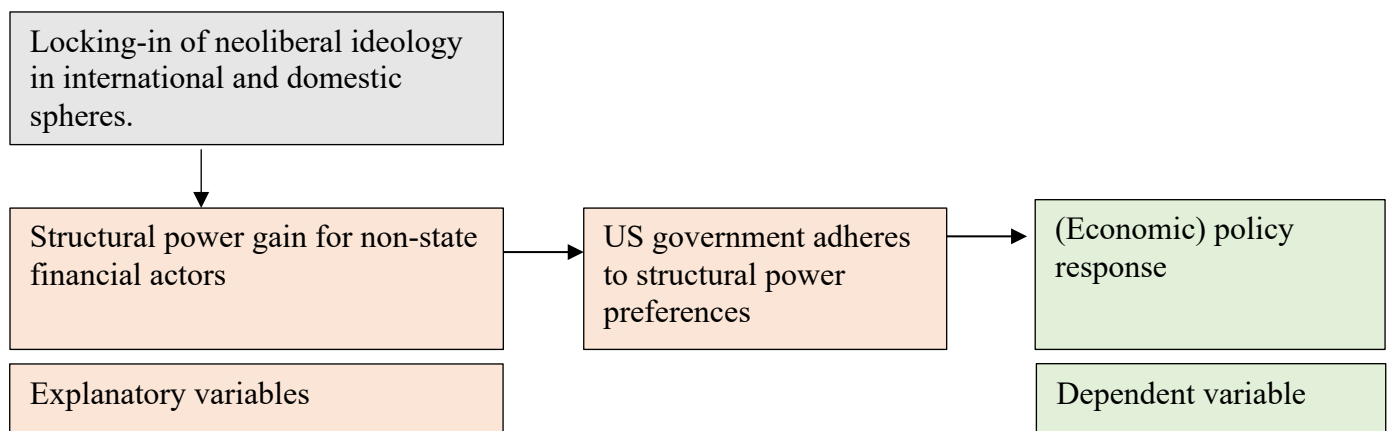 Locking-in of neoliberal ideology
in international and domestic
spheres.
Structural power gain for non-state
financial actors
US government adheres
to structural power
preferences
(Economic) policy
response
Explanatory variables
Dependent variable